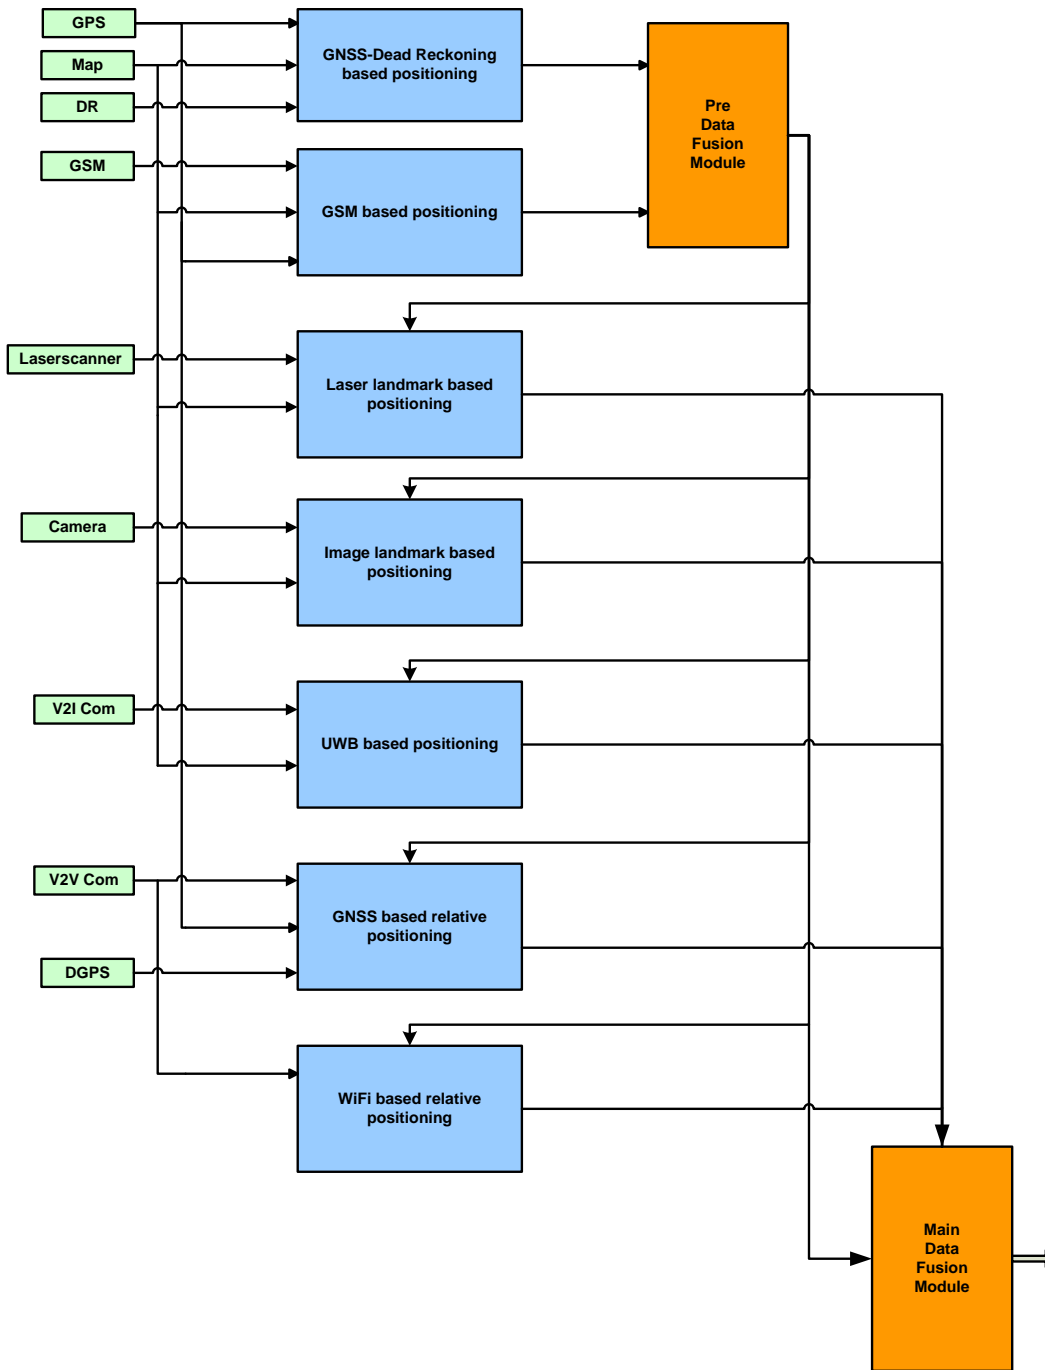 GPS
Map
DR
GSM
GNSS-Dead Reckoning
based positioning
Pre
Data
Fusion
Module
GSM based positioning
Laserscanner
Laser landmark based
positioning
Camera
Image landmark based
positioning
V2I Com
UWB based positioning
V2V Com
GNSS based relative
positioning
DGPS
WiFi based relative
positioning
Main
Data
Fusion
Module